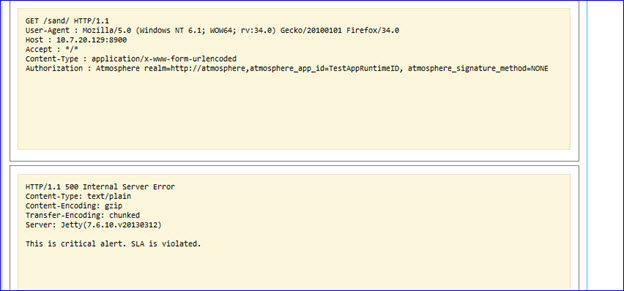 GET /sand/ HTTP/1.1
User-Agent : Mozilla/5.0 (Windows NT 6.1; WOW64; rv:34.0) Gecko/20100101 Firefox/34.0
Host : 10.7.20.129:8900
Accept : */*
Content-Type : application/x-www-form-urlencoded
Authorization : Atmosphere realm=http://atmosphere,atmosphere_app_id=TestAppRuntimeID, atmosphere_signature_method=NONE
HTTP/1.1 500 Internal Server Error
Content-Type: text/plain
Content-Encoding: gzip
Transfer-Encoding: chunked
Server: Jetty(7.6.10.v20130312)
This is critical alert. SLA is violated.